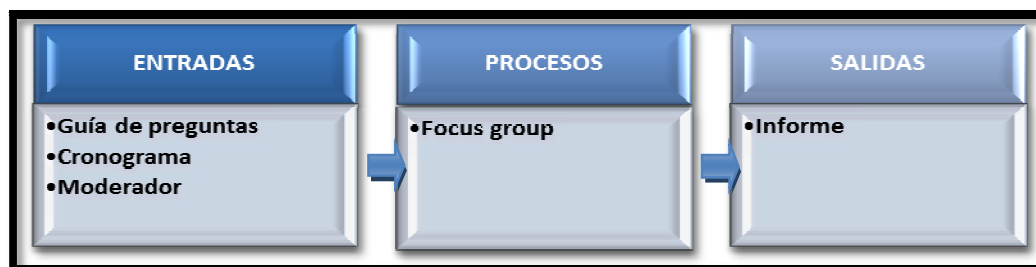 ENTRADAS
•Guía de preguntas
•Cronograma
•Moderador
PROCESOS
•Focus group
SALIDAS
•Informe